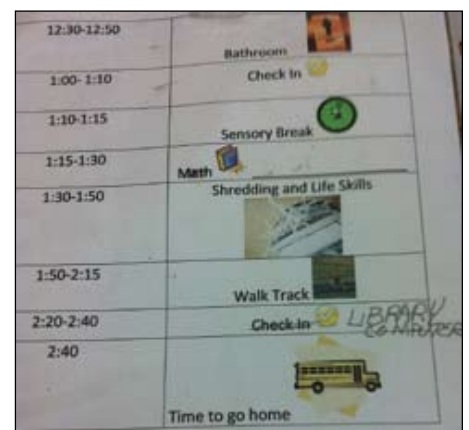 12:30-12:50 Bathroom
1:00- 1:10 Check In
1:10-1:15 Sensory Break
1:15-1:30 Math
1:30-1:50 Shredding and Life Skills
1:50-2:15 Walk Track
2:20-2:40 Check In LIBRARY
COMPUTER
2:40 Time to go home